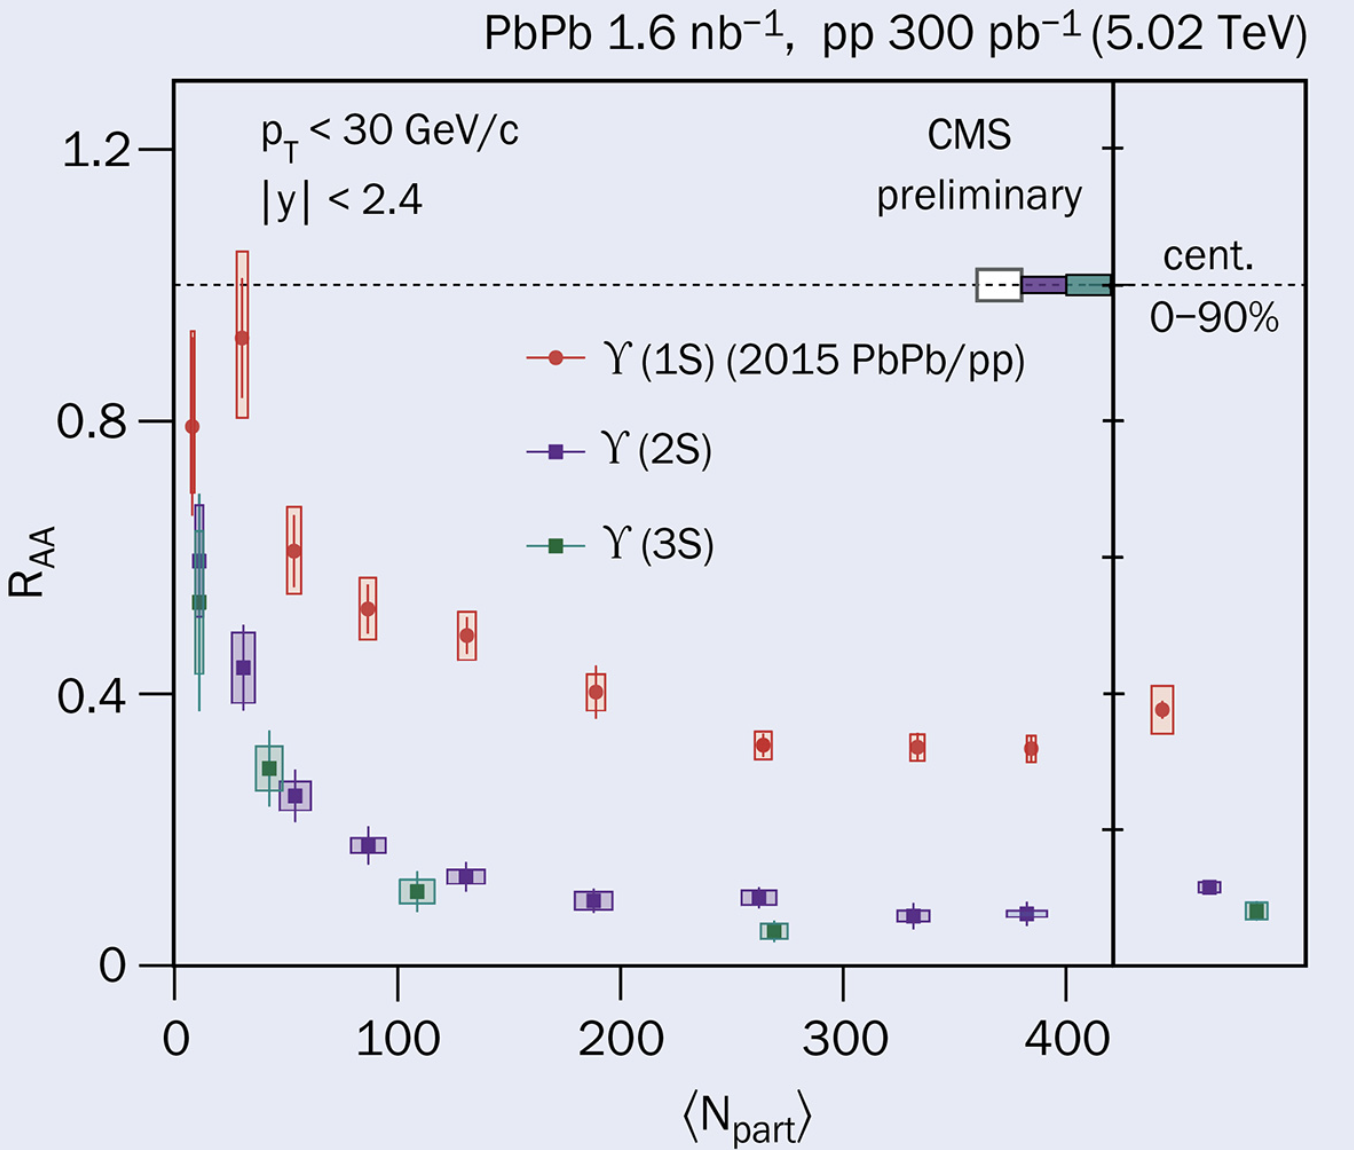 PbPb 1.6 nb⁻¹, pp 300 pb⁻¹ (5.02 TeV)
p_T < 30 GeV/c
|y| < 2.4
CMS
preliminary
cent.
0–90%
ϒ (1S) (2015 PbPb/pp)
ϒ (2S)
ϒ (3S)
R_AA
1.2
0.8
0.4
0
0 100 200 300 400
⟨N_part⟩